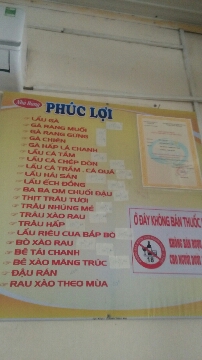 PHÚC LỢI
LẨU GÀ
GÀ RANG MUỐI
GÀ RANG GỪNG
GÀ CHIÊN
GÀ HẤP LÁ CHANH
LẨU CÁ TẦM
LẨU CÁ CHÉP DÒN
LẨU CÁ TRẮM, CÁ QUẢ
LẨU HẢI SẢN
LẨU ẾCH ĐỒNG
BA BA OM CHUỐI ĐẬU
THỊT TRÂU TƯƠI
TRÂU NHÚNG MẺ
TRÂU XÀO RAU
TRÂU HẤP
LẨU RIÊU CUA BẮP BÒ
BÒ XÀO RAU
BÊ TÁI CHANH
BÊ XÀO MĂNG TRÚC
ĐẬU RÁN
RAU XÀO THEO MÙA
Ở ĐÂY KHÔNG BÁN THUỐC